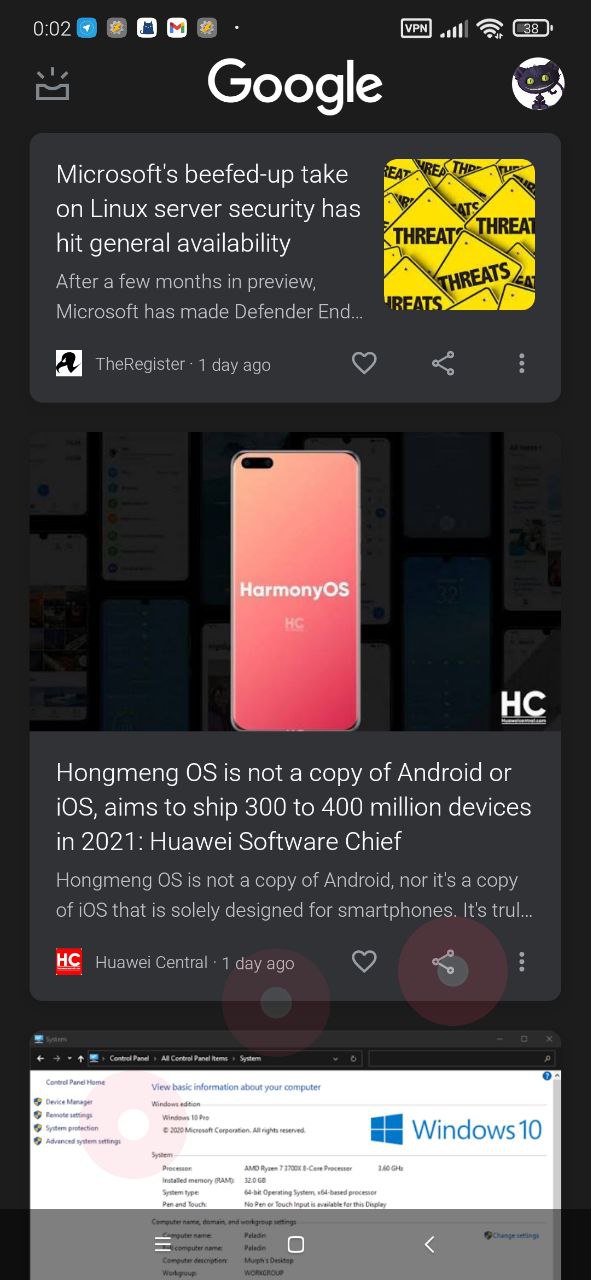 0:02
VPN
38
Google
Microsoft's beefed-up take
on Linux server security has
hit general availability
After a few months in preview,
Microsoft has made Defender End...
THREATS
THREAT
THREATS
TheRegister · 1 day ago
HarmonyOS
HC
HC
Huaweicentral.com
Hongmeng OS is not a copy of Android or
iOS, aims to ship 300 to 400 million devices
in 2021: Huawei Software Chief
Hongmeng OS is not a copy of Android, nor it's a copy
of iOS that is solely designed for smartphones. It's trul...
HC
Huawei Central · 1 day ago
System
Control Panel > All Control Panel Items > System
Control Panel Home
Device Manager
Remote settings
System protection
Advanced system settings
View basic information about your computer
Windows edition
Windows 10 Pro
© 2020 Microsoft Corporation. All rights reserved.
Windows 10
System
Processor: AMD Ryzen 7 2700X 8-Core Processor 3.60 GHz
Installed memory (RAM): 32.0 GB
System type: 64-bit Operating System, x64-based processor
Pen and Touch: No Pen or Touch Input is available for this Display
Computer name, domain, and workgroup settings
Computer name: Paladin
Full computer name: Paladin
Computer description: Murph's Desktop
Workgroup: WORKGROUP
Change settings